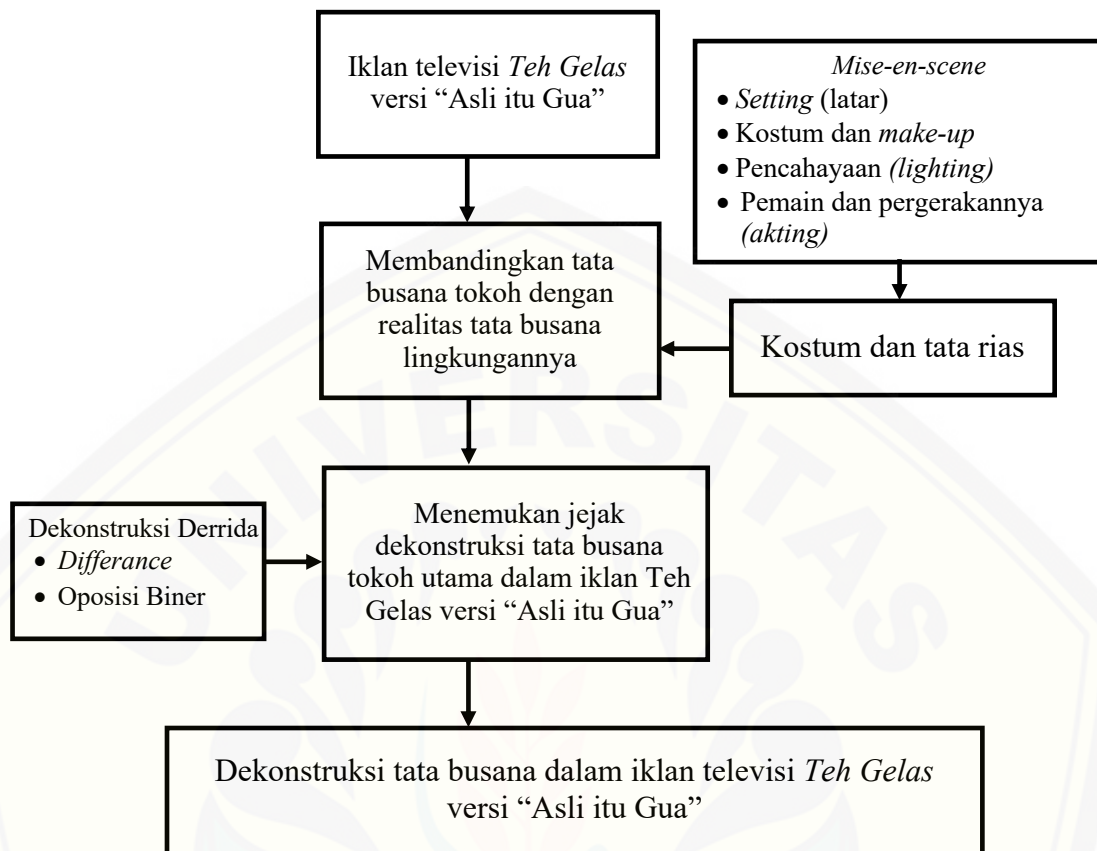 Iklan televisi Teh Gelas
versi “Asli itu Gua”
Mise-en-scene
• Setting (latar)
• Kostum dan make-up
• Pencahayaan (lighting)
• Pemain dan pergerakannya
(akting)
Membandingkan tata
busana tokoh dengan
realitas tata busana
lingkungannya
Kostum dan tata rias
Dekonstruksi Derrida
• Differance
• Oposisi Biner
Menemukan jejak
dekonstruksi tata busana
tokoh utama dalam iklan Teh
Gelas versi “Asli itu Gua”
Dekonstruksi tata busana dalam iklan televisi Teh Gelas
versi “Asli itu Gua”
UNIVERSITAS